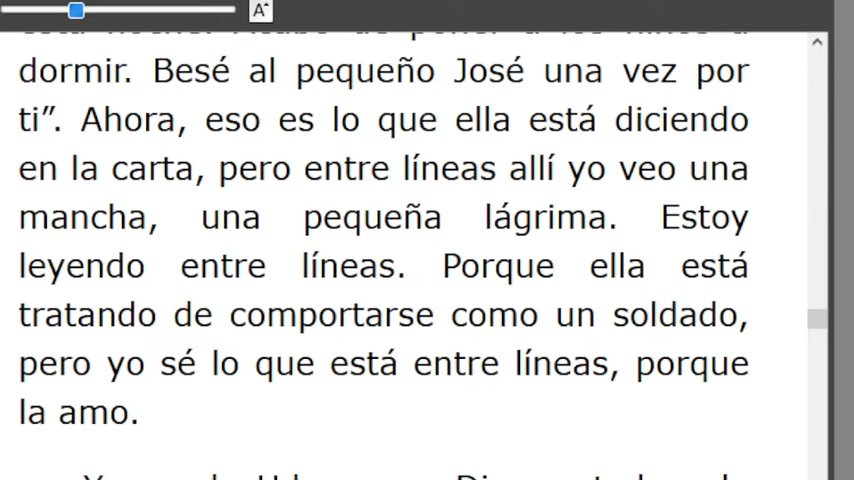 dormir. Besé al pequeño José una vez por
ti”. Ahora, eso es lo que ella está diciendo
en la carta, pero entre líneas allí yo veo una
mancha, una pequeña lágrima. Estoy
leyendo entre líneas. Porque ella está
tratando de comportarse como un soldado,
pero yo sé lo que está entre líneas, porque
la amo.